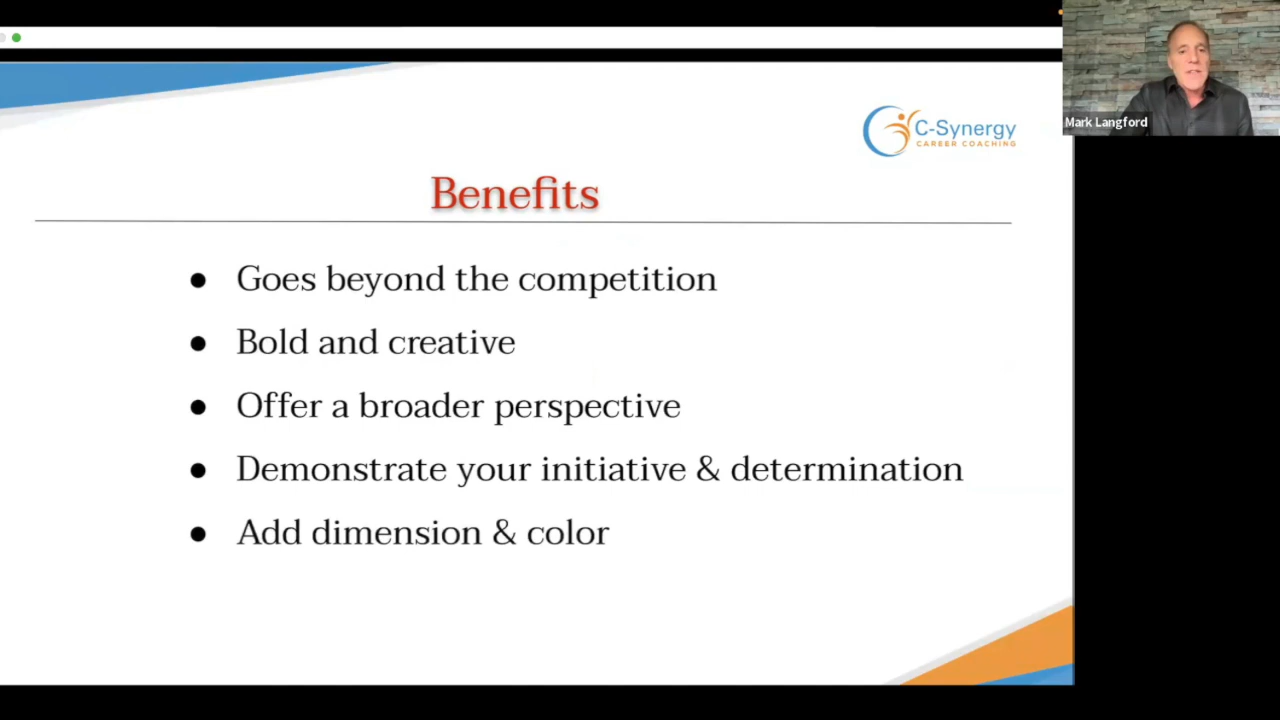 C-Synergy
CAREER COACHING
Mark Langford
Benefits
● Goes beyond the competition
● Bold and creative
● Offer a broader perspective
● Demonstrate your initiative & determination
● Add dimension & color